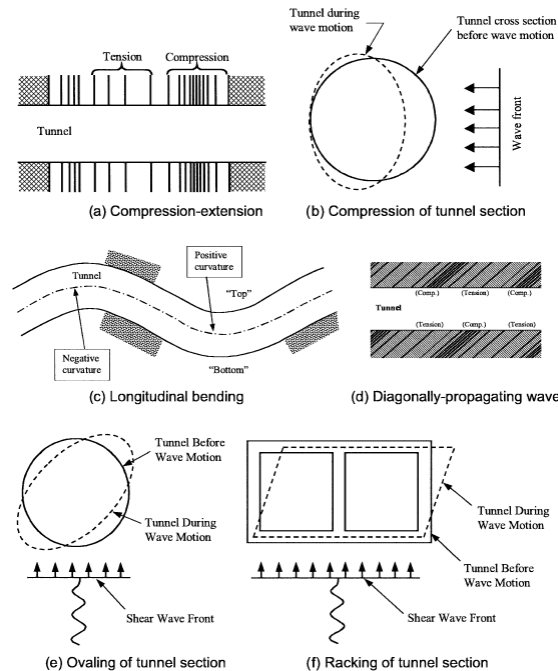 Tension
Compression
Tunnel
(a) Compression-extension
Tunnel during
wave motion
Tunnel cross section
before wave motion
Wave front
(b) Compression of tunnel section
Tunnel
Positive
curvature
"Top"
Negative
curvature
"Bottom"
(c) Longitudinal bending
(Comp.) (Tension) (Comp.)
Tunnel
(Tension) (Comp.) (Tension)
(d) Diagonally-propagating wave
Tunnel Before
Wave Motion
Tunnel During
Wave Motion
Shear Wave Front
(e) Ovaling of tunnel section
Tunnel During
Wave Motion
Tunnel Before
Wave Motion
Shear Wave Front
(f) Racking of tunnel section